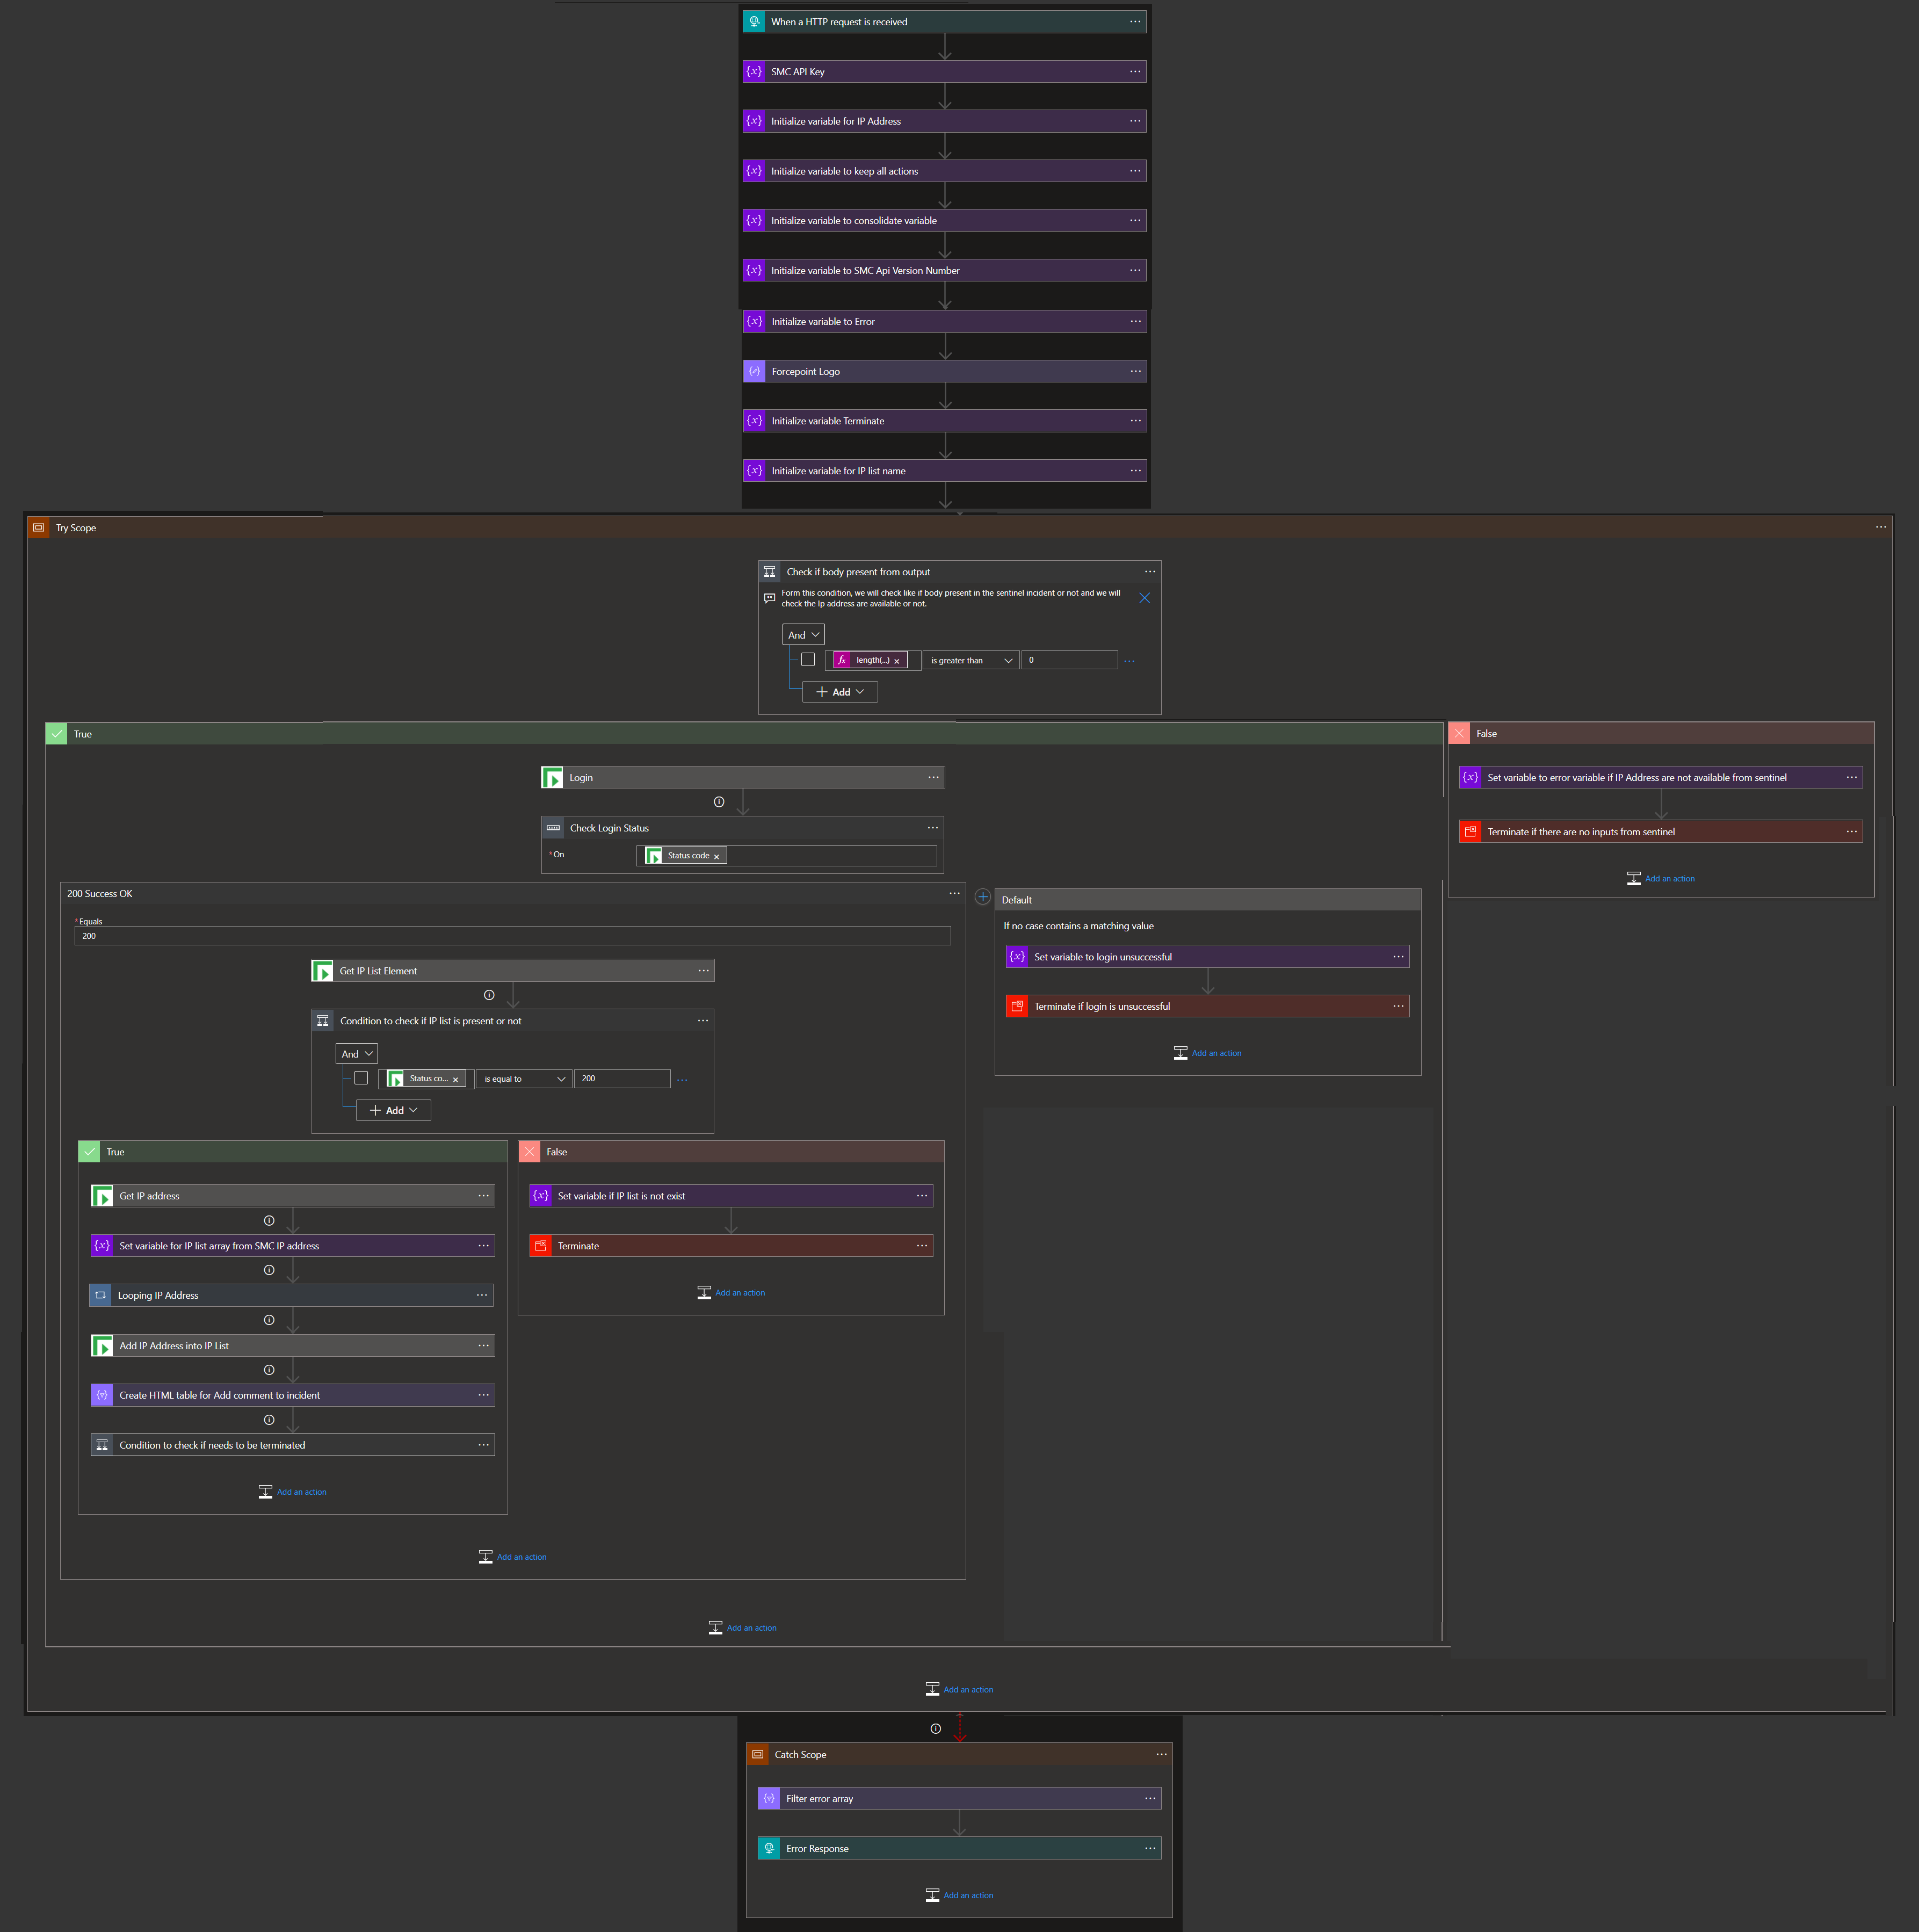 When a HTTP request is received
SMC API Key
Initialize variable for IP Address
Initialize variable to keep all actions
Initialize variable to consolidate variable
Initialize variable to SMC Api Version Number
Initialize variable to Error
Forcepoint Logo
Initialize variable Terminate
Initialize variable for IP list name
Try Scope
Check if body present from output
Form this condition, we will check like if body present in the sentinel incident or not and we will
check the Ip address are available or not.
And
length(...) is greater than 0
Add
True
Login
Check Login Status
* On Status code
200 Success OK
* Equals
200
Get IP List Element
Condition to check if IP list is present or not
And
Status co... is equal to 200
Add
True
Get IP address
Set variable for IP list array from SMC IP address
Looping IP Address
Add IP Address into IP List
Create HTML table for Add comment to incident
Condition to check if needs to be terminated
Add an action
False
Set variable if IP list is not exist
Terminate
Add an action
Add an action
Default
If no case contains a matching value
Set variable to login unsuccessful
Terminate if login is unsuccessful
Add an action
Add an action
False
Set variable to error variable if IP Address are not available from sentinel
Terminate if there are no inputs from sentinel
Add an action
Add an action
Catch Scope
Filter error array
Error Response
Add an action